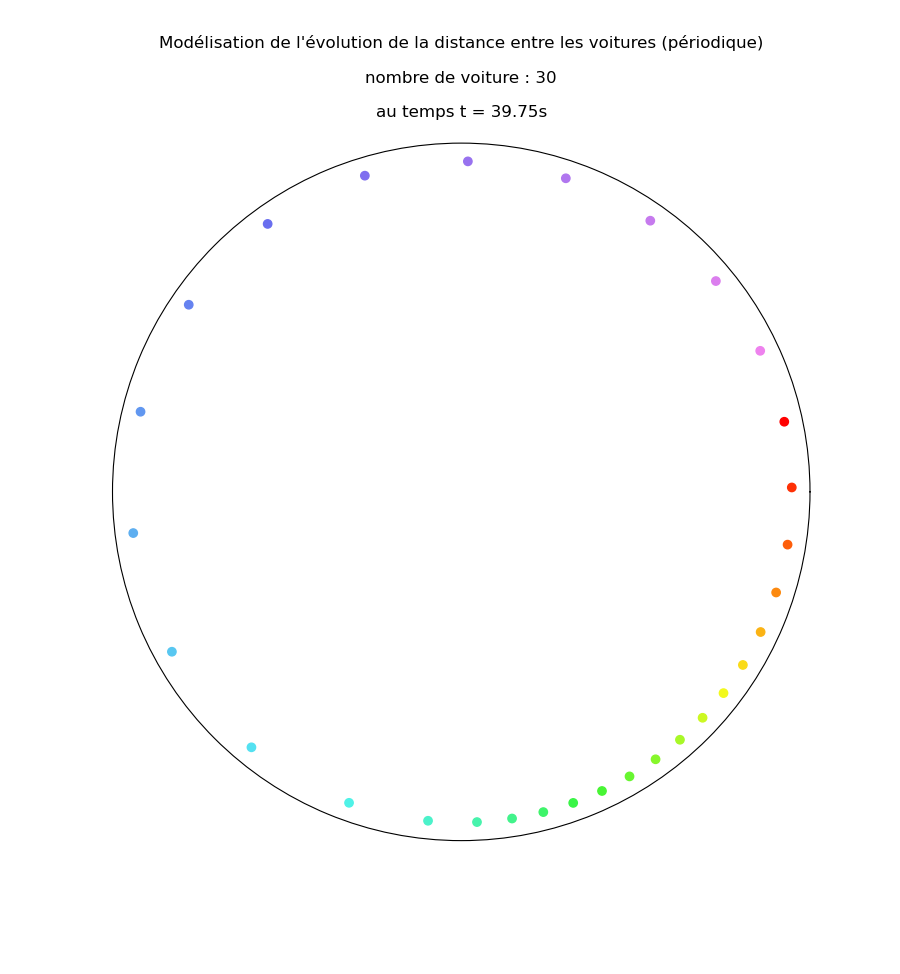 Modélisation de l'évolution de la distance entre les voitures (périodique)
nombre de voiture : 30
au temps t = 39.75s